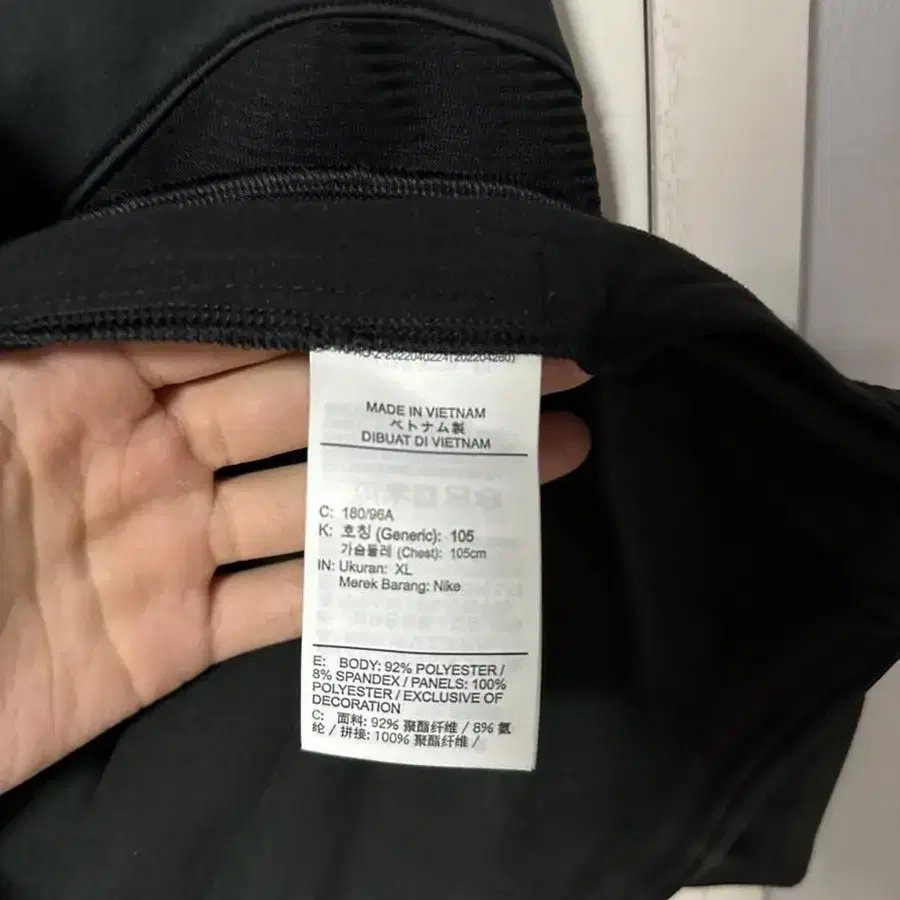 MADE IN VIETNAM
ベトナム製
DIBUAT DI VIETNAM
C: 180/96A
K: 호칭 (Generic): 105
가슴둘레 (Chest): 105cm
IN: Ukuran: XL
Merek Barang: Nike
E: BODY: 92% POLYESTER /
8% SPANDEX / PANELS: 100%
POLYESTER / EXCLUSIVE OF
DECORATION
C: 面料: 92% 聚酯纤维 / 8% 氨
纶 / 拼接: 100% 聚酯纤维 /